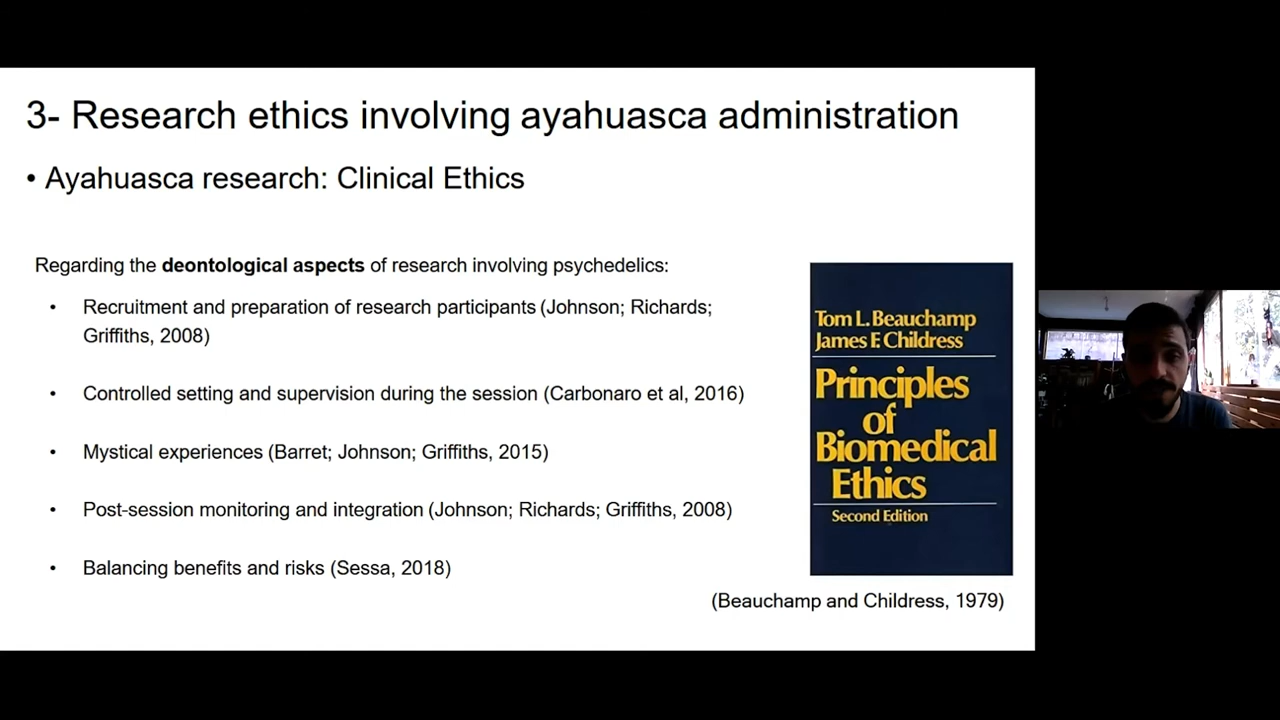 3- Research ethics involving ayahuasca administration
• Ayahuasca research: Clinical Ethics
Regarding the deontological aspects of research involving psychedelics:
• Recruitment and preparation of research participants (Johnson; Richards;
Griffiths, 2008)
• Controlled setting and supervision during the session (Carbonaro et al, 2016)
• Mystical experiences (Barret; Johnson; Griffiths, 2015)
• Post-session monitoring and integration (Johnson; Richards; Griffiths, 2008)
• Balancing benefits and risks (Sessa, 2018)
Tom L. Beauchamp
James F. Childress
Principles
of
Biomedical
Ethics
Second Edition
(Beauchamp and Childress, 1979)